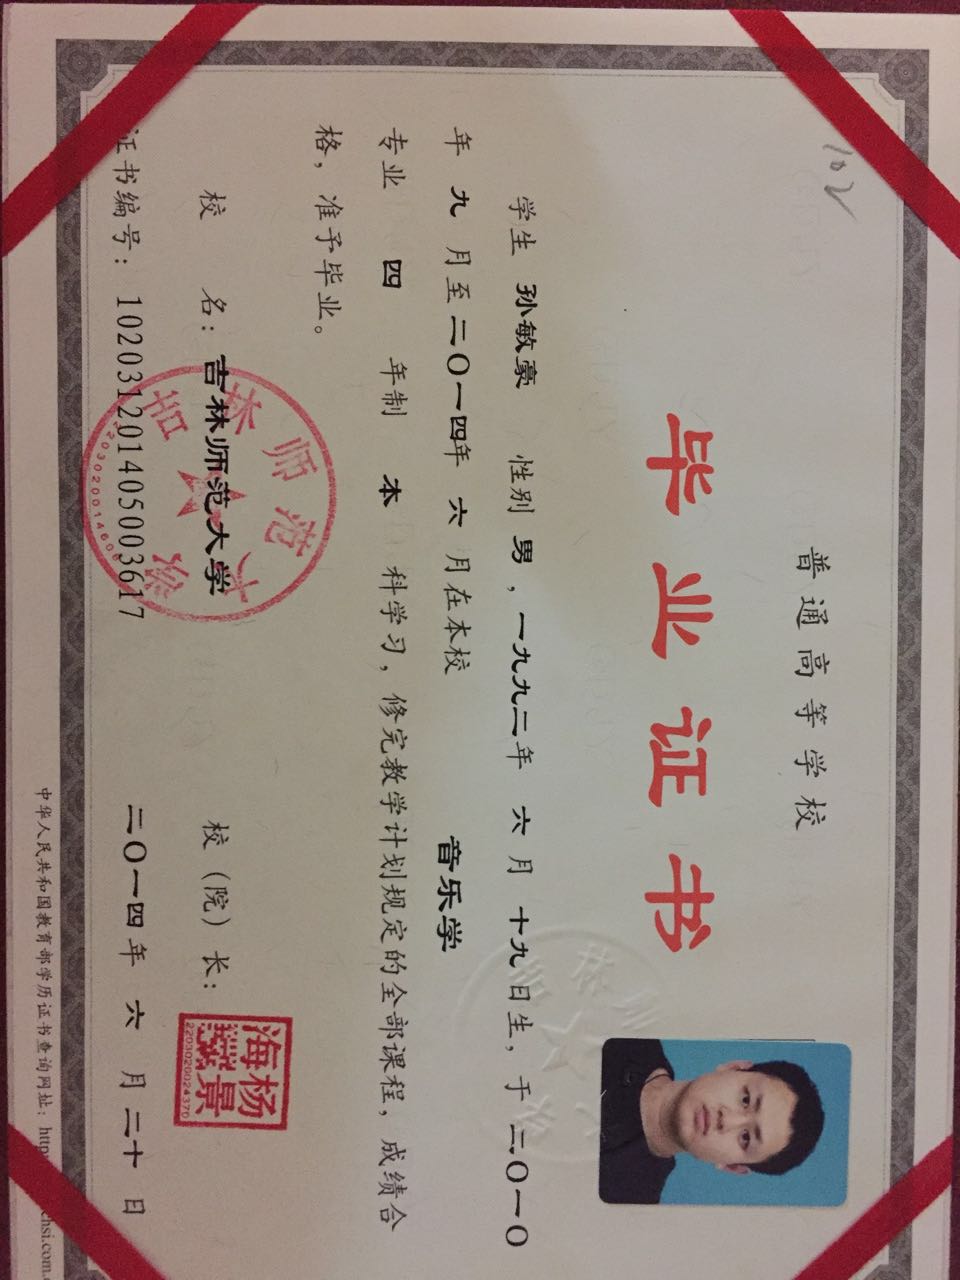 102
普通高等学校
毕业证书
学生 孙敏豪 性别 男，一九九二年 六 月 十九日生，于 二〇一〇
年 九 月至 二〇一四年 六 月在本校 音乐学
专业 四 年制 本 科学习，修完教学计划规定的全部课程，成绩合
格，准予毕业。
校 名：吉林师范大学
校（院）长：
杨景海
2203020024370
吉林师范大学
证书编号：102031201405003617
二〇一四年 六 月 二十 日
中华人民共和国教育部学历证书查询网址：http
chsi.com.c